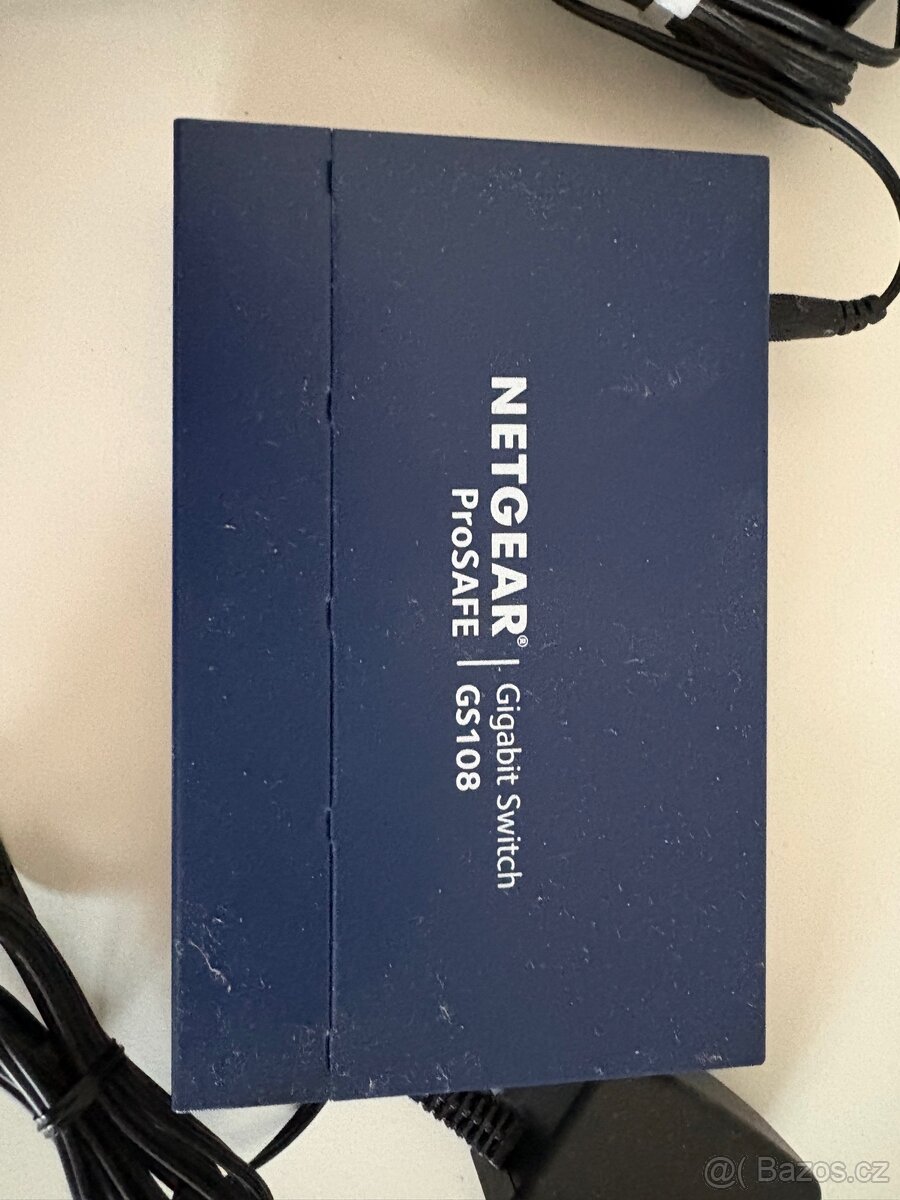 NETGEAR® | Gigabit Switch
ProSAFE | GS108
@( Bazos.cz